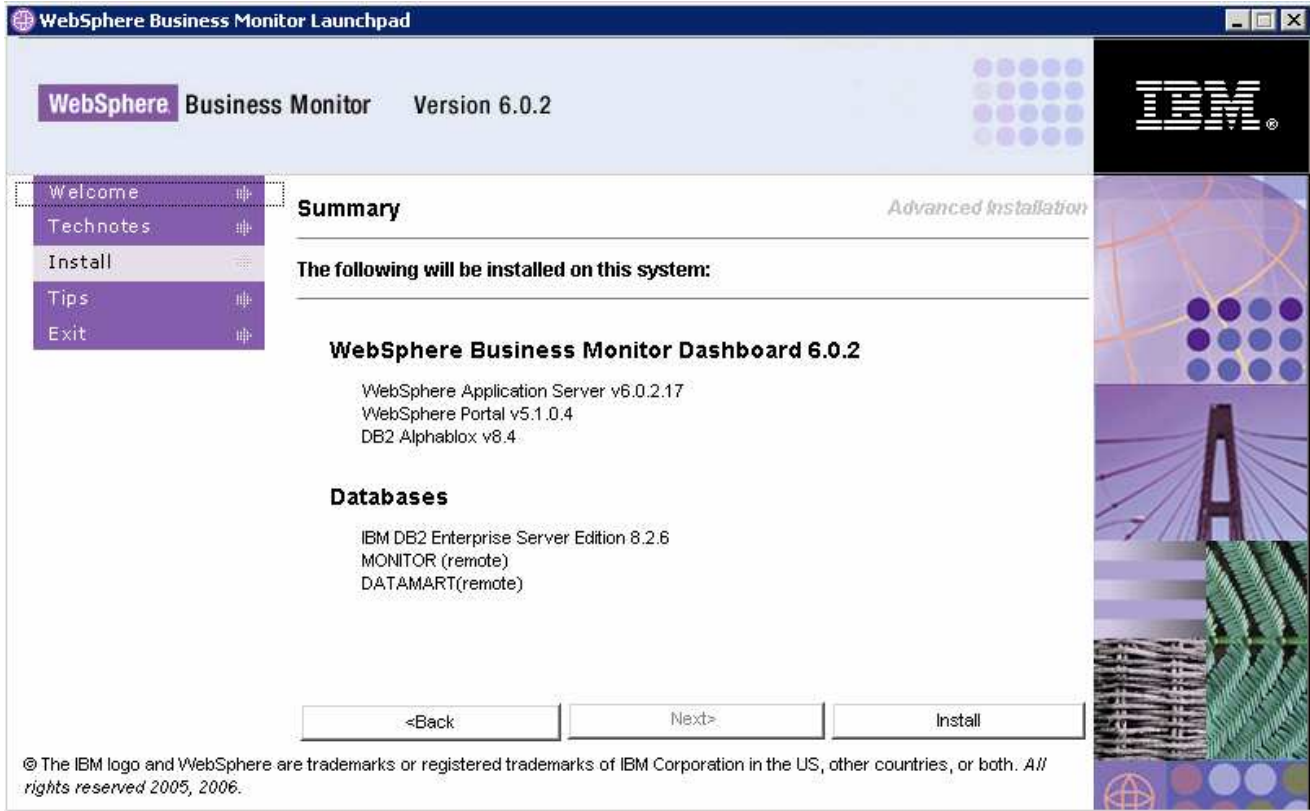 WebSphere Business Monitor Launchpad
WebSphere Business Monitor Version 6.0.2
IBM®
Welcome
Technotes
Install
Tips
Exit
Summary
Advanced Installation
The following will be installed on this system:
WebSphere Business Monitor Dashboard 6.0.2
WebSphere Application Server v6.0.2.17
WebSphere Portal v5.1.0.4
DB2 Alphablox v8.4
Databases
IBM DB2 Enterprise Server Edition 8.2.6
MONITOR (remote)
DATAMART(remote)
<Back
Next>
Install
© The IBM logo and WebSphere are trademarks or registered trademarks of IBM Corporation in the US, other countries, or both. All
rights reserved 2005, 2006.